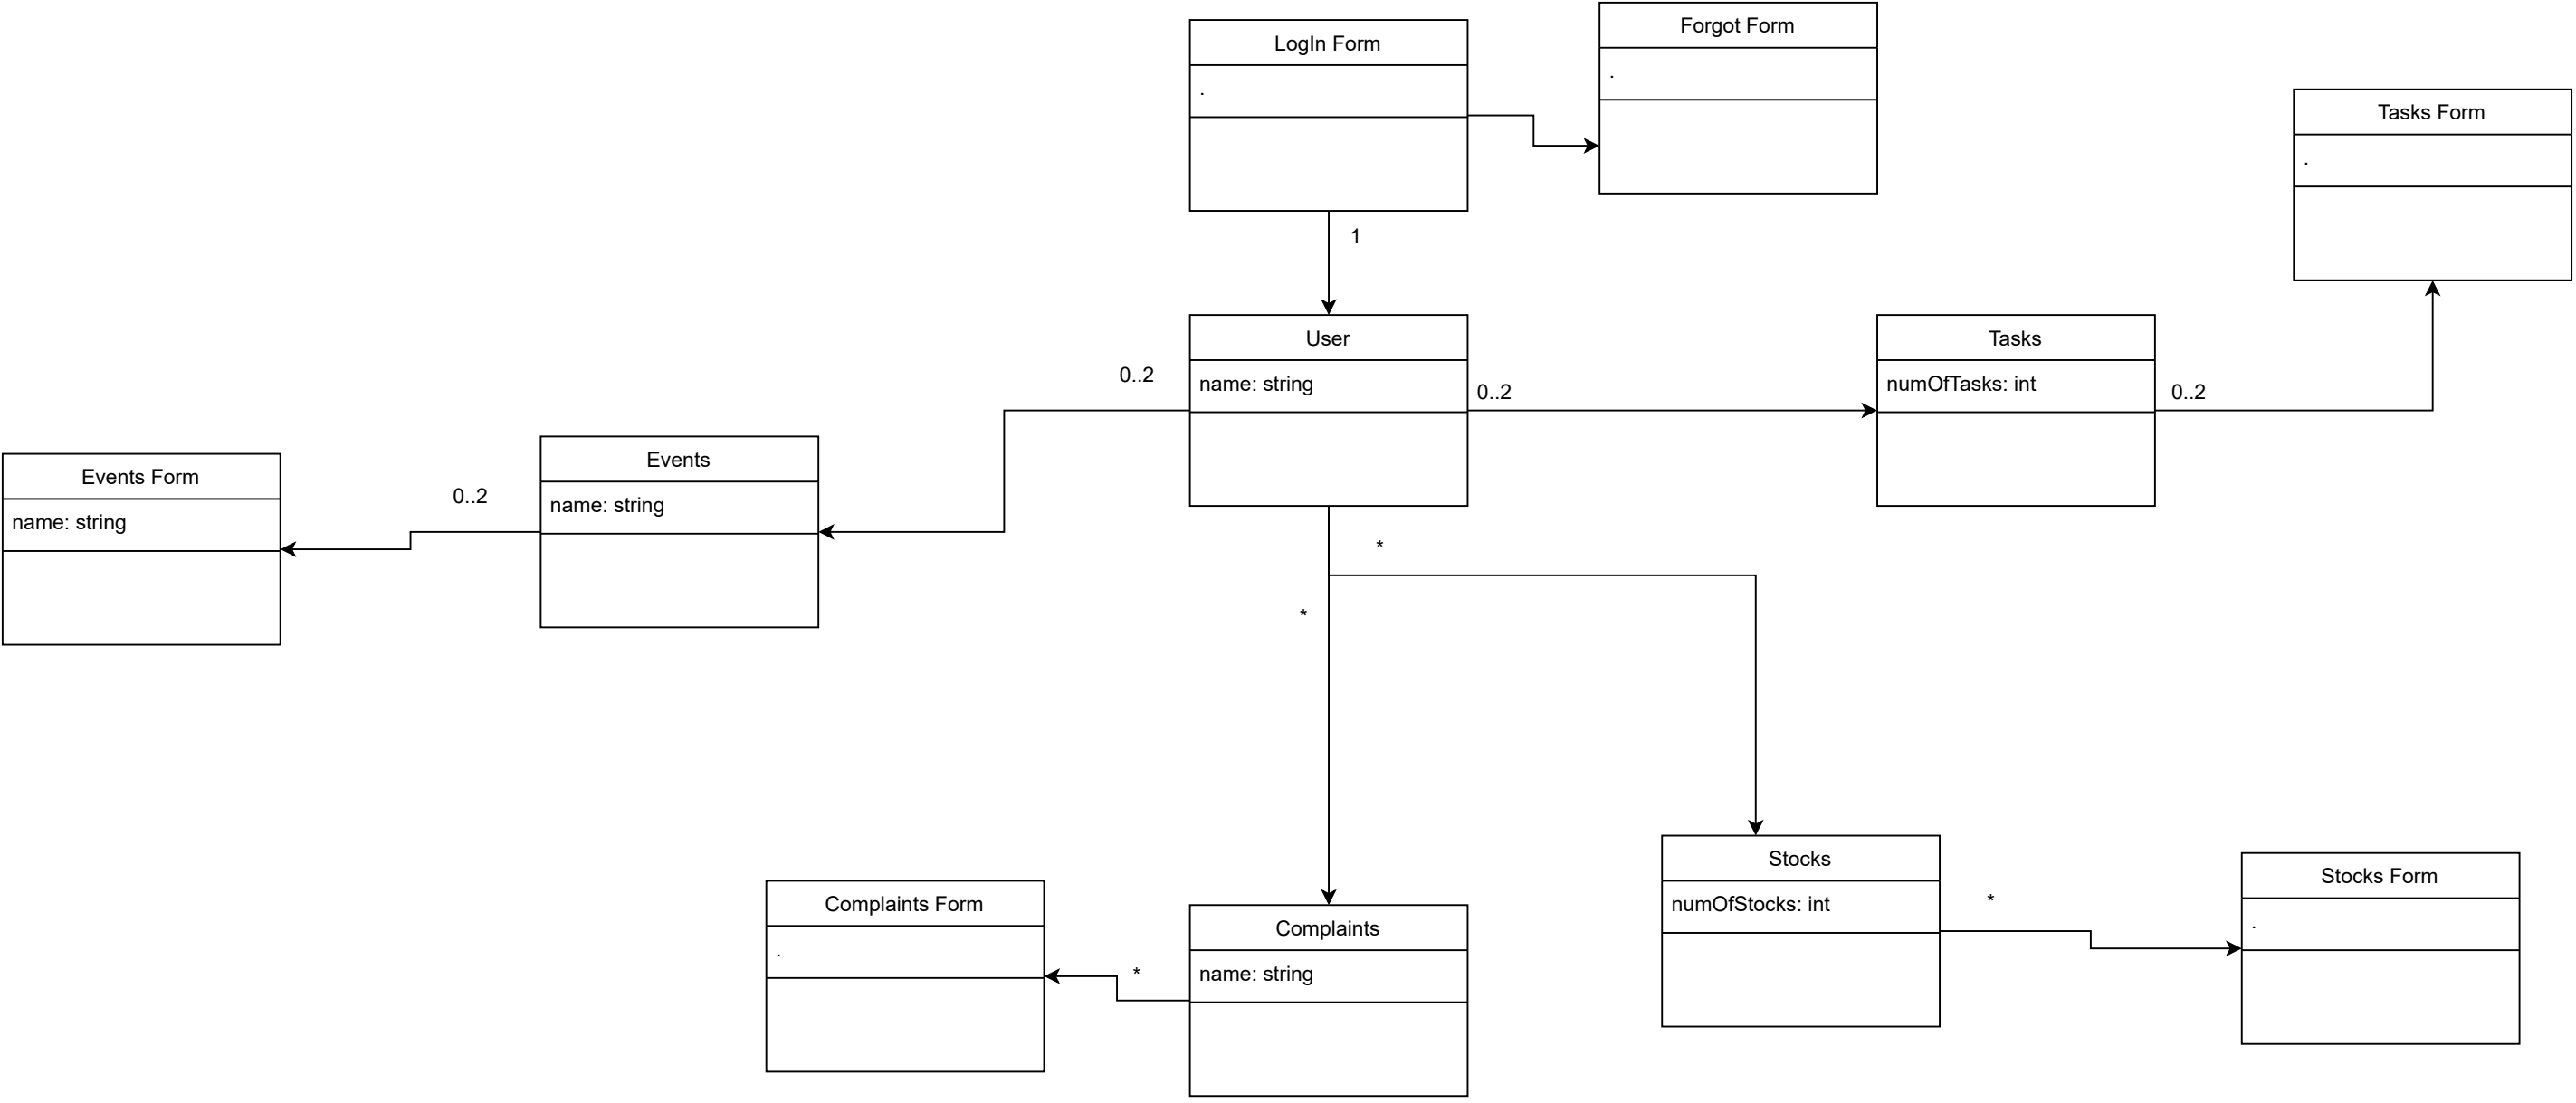 LogIn Form
.
Forgot Form
.
Tasks Form
.
1
User
name: string
0..2
0..2
Tasks
numOfTasks: int
0..2
Events Form
name: string
0..2
Events
name: string
*
*
Complaints Form
.
*
Complaints
name: string
Stocks
numOfStocks: int
*
Stocks Form
.